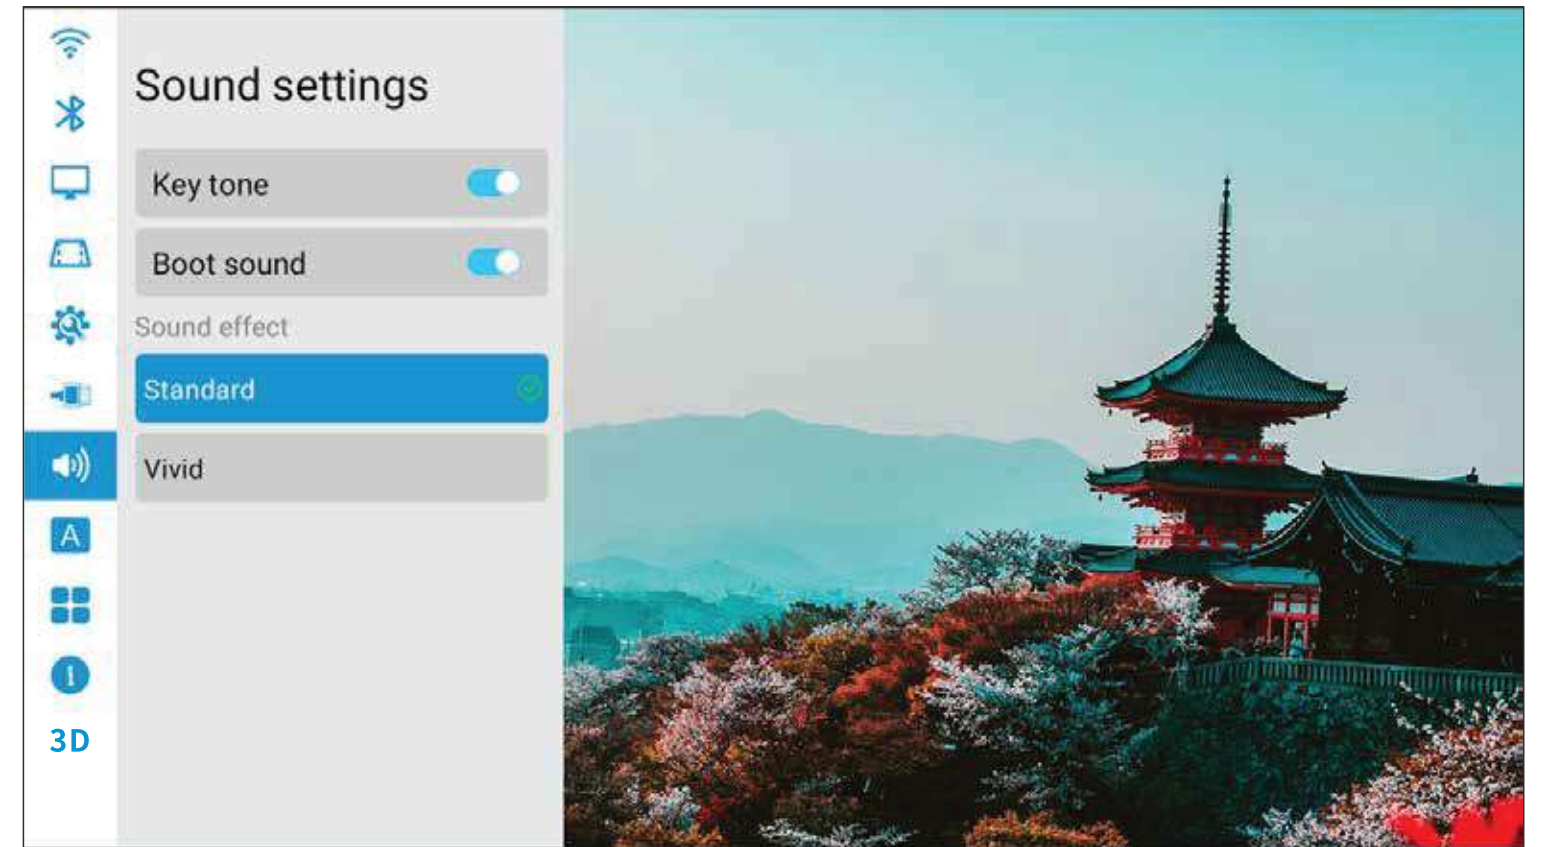 Sound settings
Key tone
Boot sound
Sound effect
Standard
Vivid
A
3D